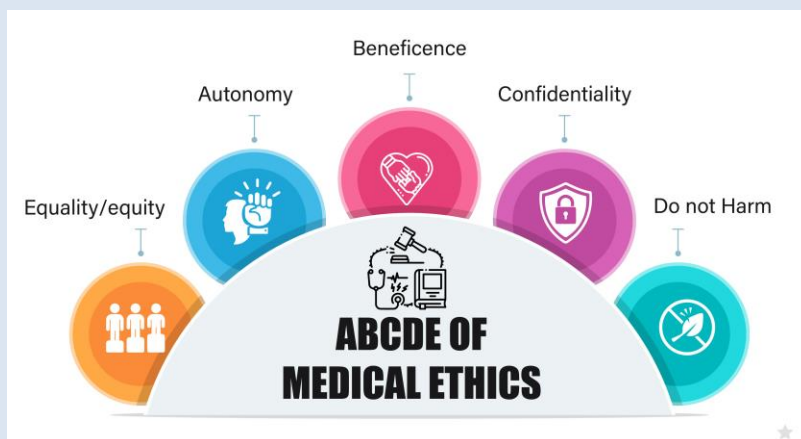 Beneficence
Autonomy
Confidentiality
Equality/equity
Do not Harm
ABCDE OF
MEDICAL ETHICS